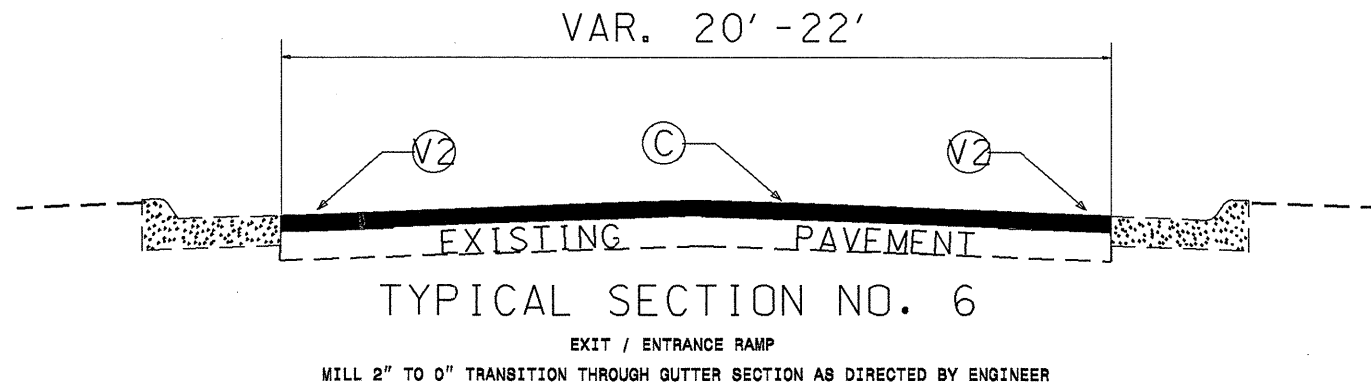 VAR. 20'-22'
V2 C V2
EXISTING PAVEMENT
TYPICAL SECTION NO. 6
EXIT / ENTRANCE RAMP
MILL 2" TO 0" TRANSITION THROUGH GUTTER SECTION AS DIRECTED BY ENGINEER